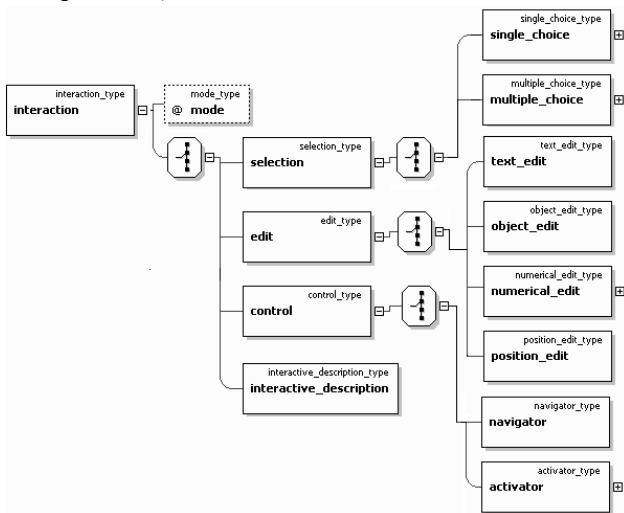 single_choice_type
single_choice
interaction_type
interaction
mode_type
@ mode
multiple_choice_type
multiple_choice
selection_type
selection
text_edit_type
text_edit
edit_type
edit
object_edit_type
object_edit
control_type
control
numerical_edit_type
numerical_edit
position_edit_type
position_edit
interactive_description_type
interactive_description
navigator_type
navigator
activator_type
activator